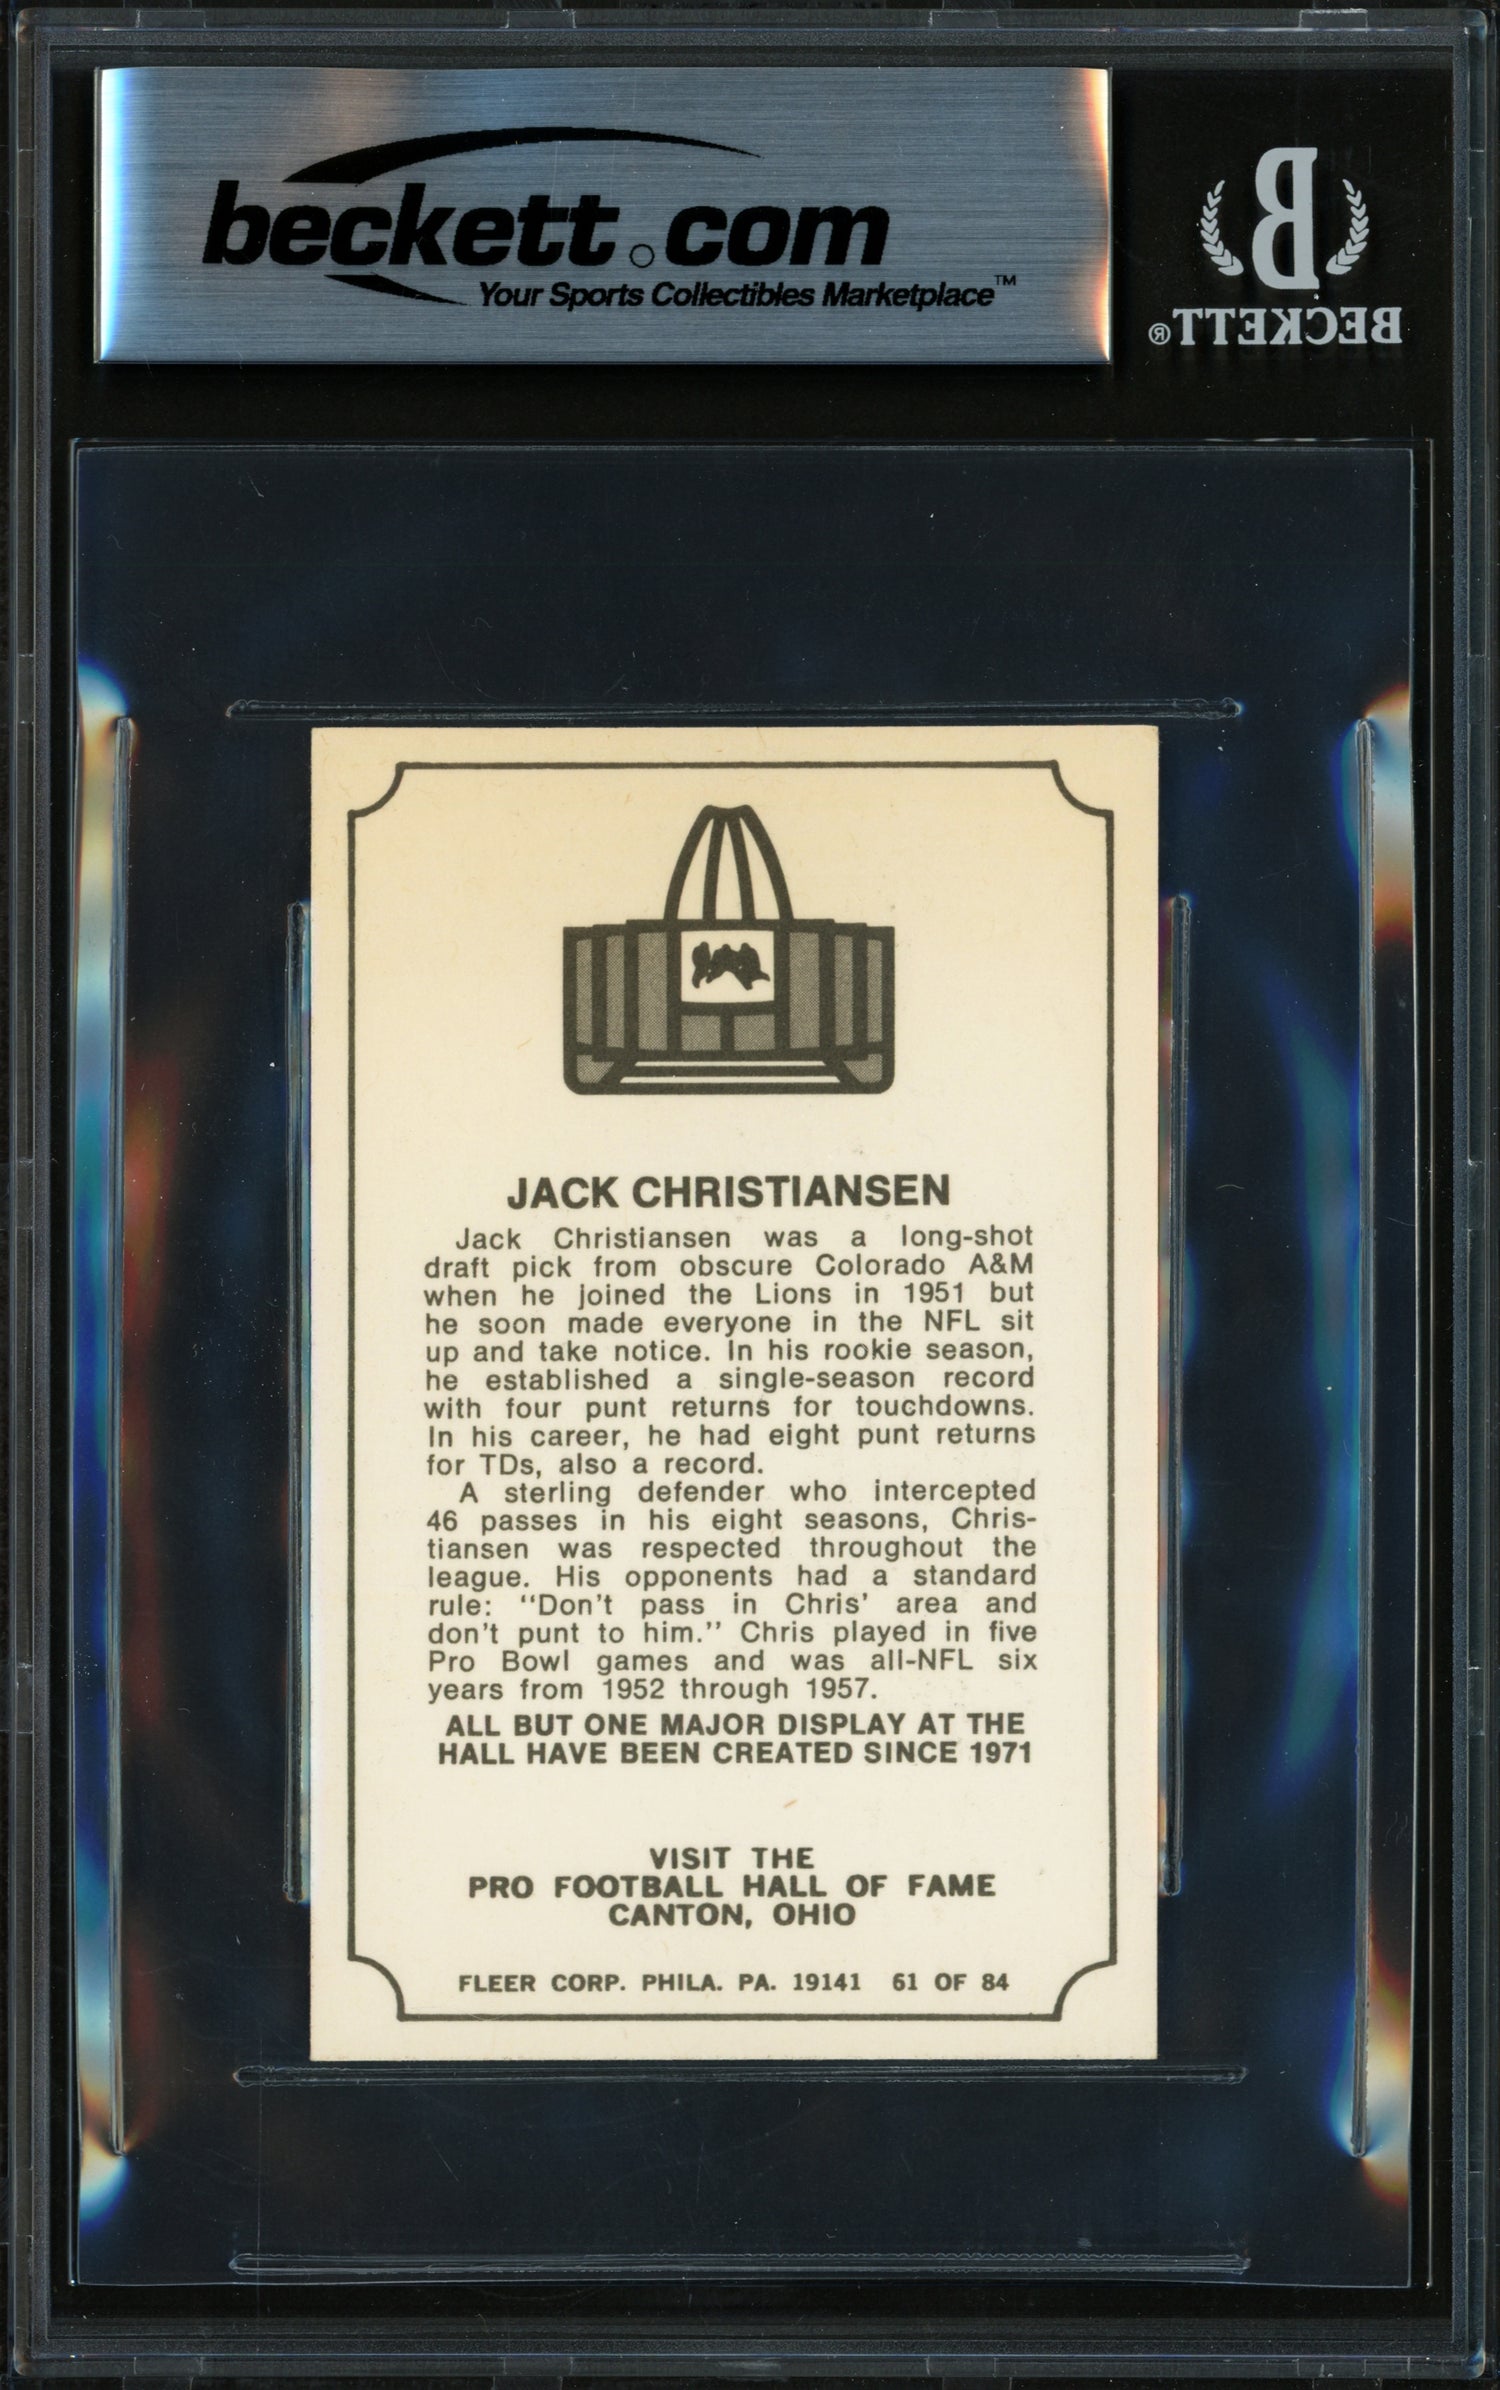 beckett.com
Your Sports Collectibles Marketplace™
BECKETT®
JACK CHRISTIANSEN
Jack Christiansen was a long-shot
draft pick from obscure Colorado A&M
when he joined the Lions in 1951 but
he soon made everyone in the NFL sit
up and take notice. In his rookie season,
he established a single-season record
with four punt returns for touchdowns.
In his career, he had eight punt returns
for TDs, also a record.
A sterling defender who intercepted
46 passes in his eight seasons, Chris-
tiansen was respected throughout the
league. His opponents had a standard
rule: "Don't pass in Chris' area and
don't punt to him." Chris played in five
Pro Bowl games and was all-NFL six
years from 1952 through 1957.
ALL BUT ONE MAJOR DISPLAY AT THE
HALL HAVE BEEN CREATED SINCE 1971
VISIT THE
PRO FOOTBALL HALL OF FAME
CANTON, OHIO
FLEER CORP. PHILA. PA. 19141 61 OF 84